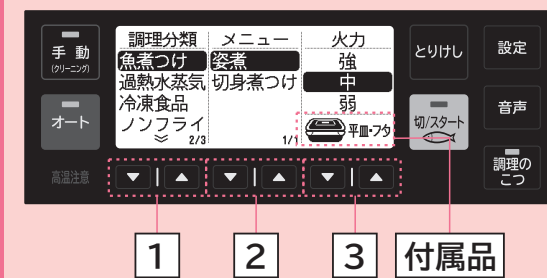 手 動
(クリーニング)
オート
高温注意
調理分類
魚煮つけ
過熱水蒸気
冷凍食品
ノンフライ
2/3
メニュー
姿煮
切身煮つけ
1/1
火力
強
中
弱
平皿・フタ
とりけし
切/スタート
設定
音声
調理の
こつ
1
2
3
付属品